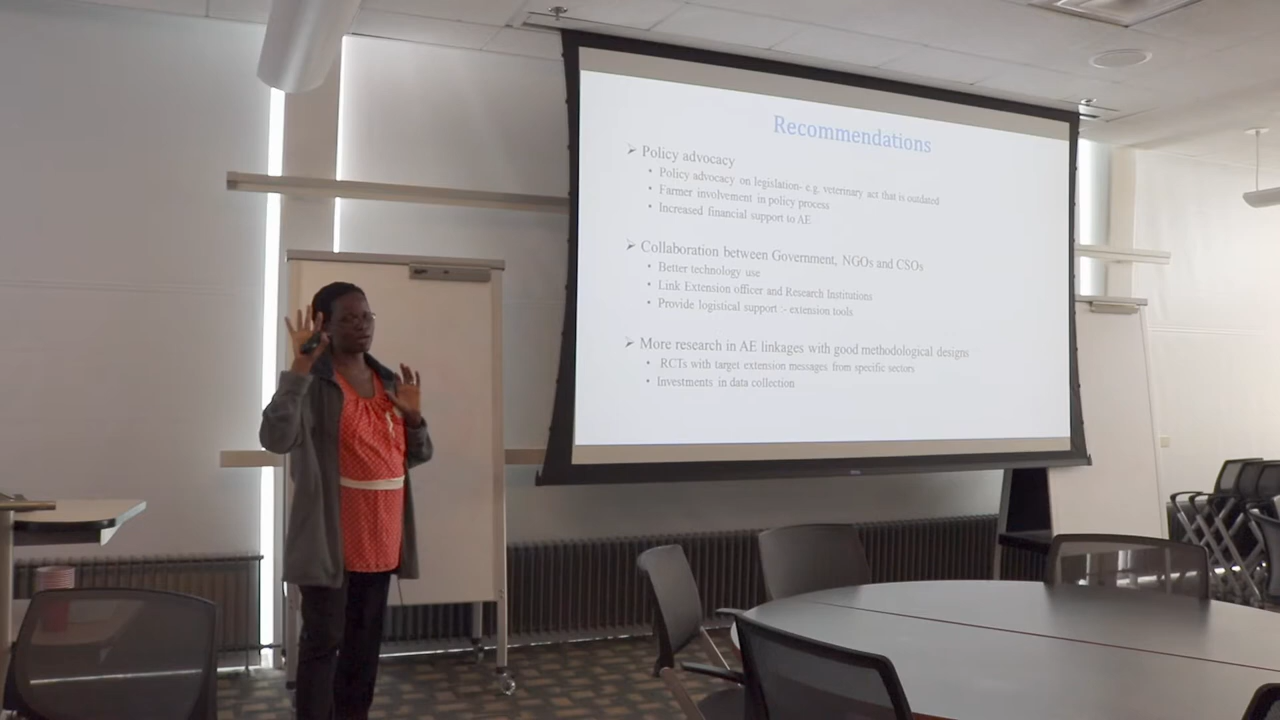 Recommendations
➢ Policy advocacy
• Policy advocacy on legislation- e.g. veterinary act that is outdated
• Farmer involvement in policy process
• Increased financial support to AE
➢ Collaboration between Government, NGOs and CSOs
• Better technology use
• Link Extension officer and Research Institutions
• Provide logistical support :- extension tools
➢ More research in AE linkages with good methodological designs
• RCTs with target extension messages from specific sectors
• Investments in data collection